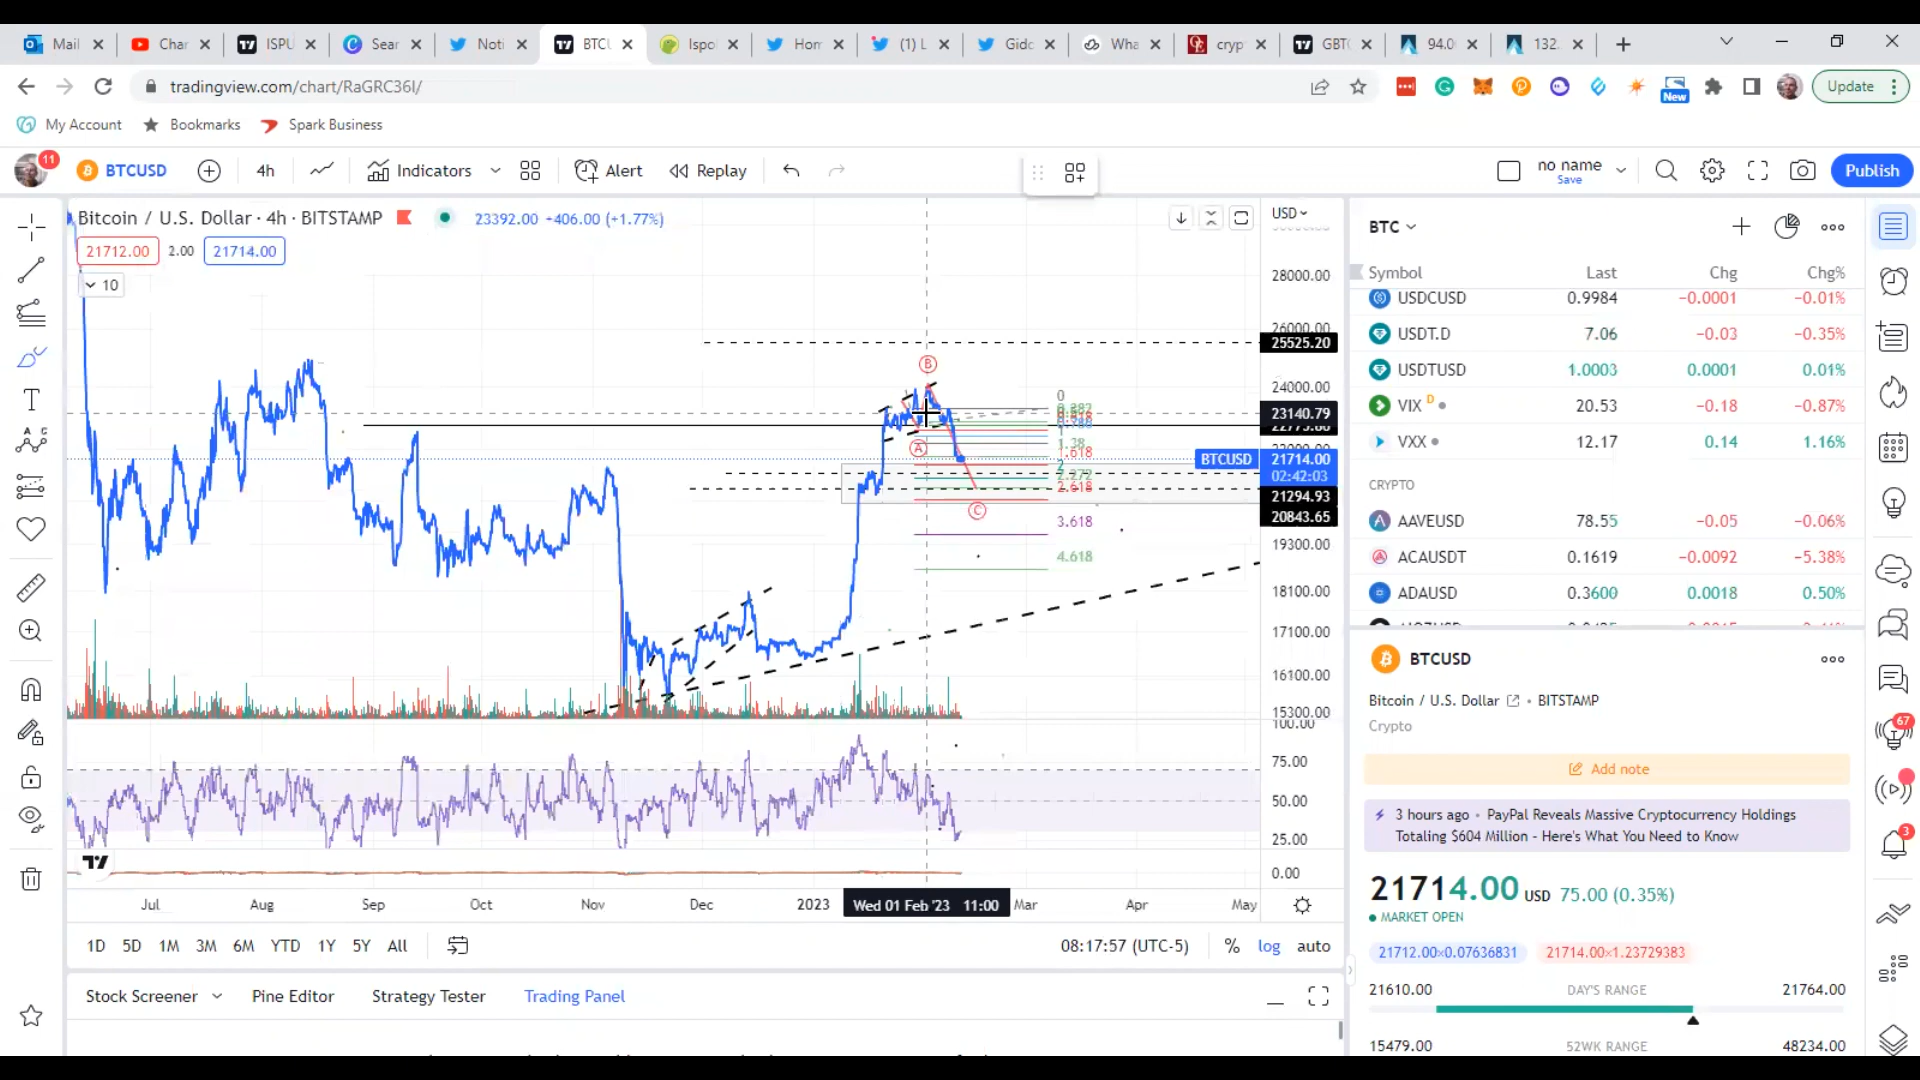 Mail
Char
ISPU
Sear
Noti
BTCU
Ispol
Hom
(1) L
Gidc
Wha
cryp
GBTC
94.0
132.
tradingview.com/chart/RaGRC36I/
New
Update
My Account
Bookmarks
Spark Business
11
BTCUSD
4h
Indicators
Alert
Replay
no name
Save
Publish
Bitcoin / U.S. Dollar · 4h · BITSTAMP
23392.00 +406.00 (+1.77%)
21712.00
2.00
21714.00
10
USD
28000.00
26000.00
25525.20
24000.00
23140.79
BTCUSD
21714.00
02:42:03
21294.93
20843.65
19300.00
18100.00
17100.00
16100.00
15300.00
100.00
75.00
50.00
25.00
0.00
B
A
C
0
0.382
1.618
2
2.272
2.618
3.618
4.618
Jul
Aug
Sep
Oct
Nov
Dec
2023
Wed 01 Feb '23 11:00
Mar
Apr
May
1D
5D
1M
3M
6M
YTD
1Y
5Y
All
08:17:57 (UTC-5)
%
log
auto
Stock Screener
Pine Editor
Strategy Tester
Trading Panel
BTC
Symbol Last Chg Chg%
USDCUSD 0.9984 −0.0001 −0.01%
USDT.D 7.06 −0.03 −0.35%
USDTUSD 1.0003 0.0001 0.01%
VIX D 20.53 −0.18 −0.87%
VXX 12.17 0.14 1.16%
CRYPTO
AAVEUSD 78.55 −0.05 −0.06%
ACAUSDT 0.1619 −0.0092 −5.38%
ADAUSD 0.3600 0.0018 0.50%
BTCUSD
Bitcoin / U.S. Dollar • BITSTAMP
Crypto
Add note
3 hours ago • PayPal Reveals Massive Cryptocurrency Holdings
Totaling $604 Million - Here's What You Need to Know
21714.00 USD 75.00 (0.35%)
MARKET OPEN
21712.00×0.07636831
21714.00×1.23729383
21610.00 DAY'S RANGE 21764.00
15479.00 52WK RANGE 48234.00
67
3